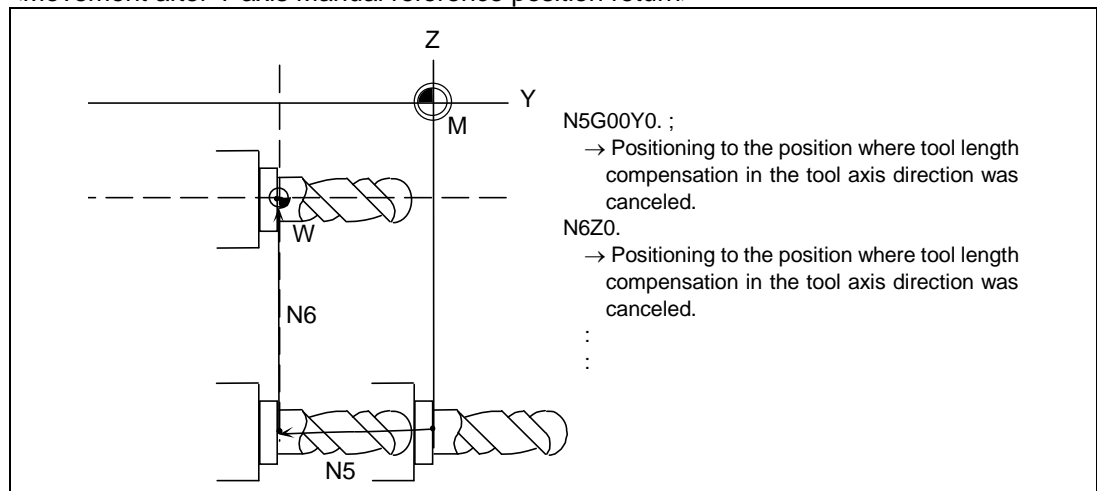 Movement after Y-axis manual reference position return
Z
Y
M
N5G00Y0. ;
→ Positioning to the position where tool length
compensation in the tool axis direction was
canceled.
N6Z0.
→ Positioning to the position where tool length
compensation in the tool axis direction was
canceled.
:
:
W
N6
N5